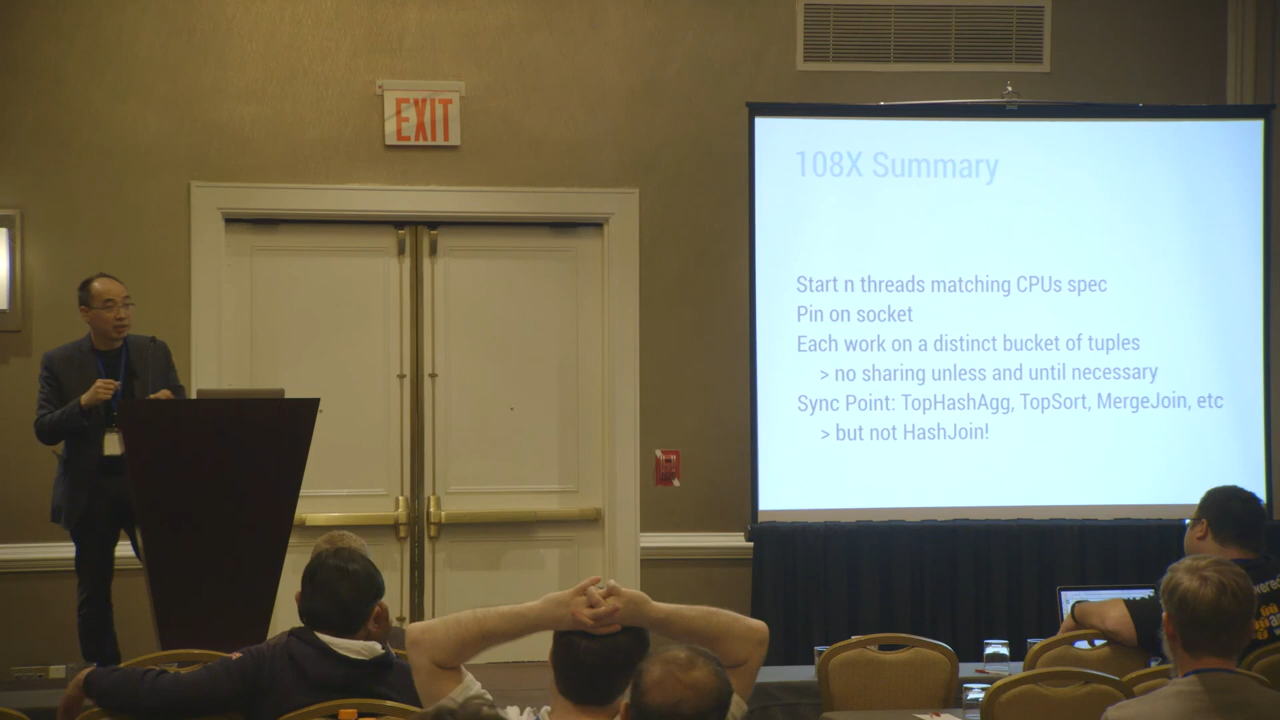 EXIT
108X Summary
Start n threads matching CPUs spec
Pin on socket
Each work on a distinct bucket of tuples
> no sharing unless and until necessary
Sync Point: TopHashAgg, TopSort, MergeJoin, etc
> but not HashJoin!